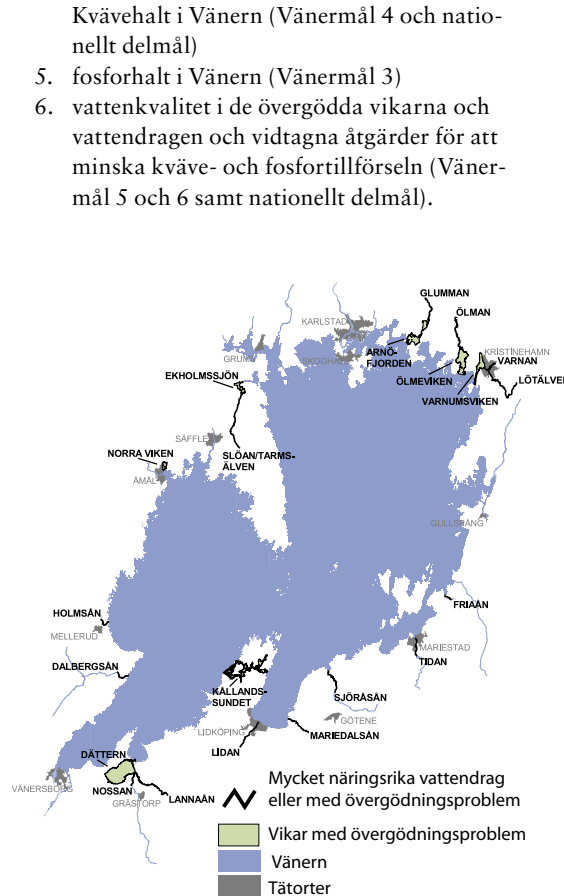 Kvävehalt i Vänern (Vänermål 4 och natio-
nellt delmål)
5. fosforhalt i Vänern (Vänermål 3)
6. vattenkvalitet i de övergödda vikarna och
vattendragen och vidtagna åtgärder för att
minska kväve- och fosfortillförseln (Väner-
mål 5 och 6 samt nationellt delmål).
GLUMMAN
ÖLMAN
KARLSTAD
ARNÖ-
FJORDEN
KRISTINEHAMN
VARNAN
GRUMS
SKOGHALL
ÖLMEVIKEN
LÖTÄLVEN
EKHOLMSSJÖN
VARNUMSVIKEN
SÄFFLE
NORRA VIKEN
SLÖAN/TARMS-
ÄLVEN
ÅMÅL
GULLSPÅNG
FRIAÅN
HOLMSÅN
MELLERUD
MARIESTAD
TIDAN
DALBERGSÅN
KÅLLANDS-
SUNDET
SJÖRÅSÅN
GÖTENE
LIDKÖPING
MARIEDALSÅN
LIDAN
DÄTTERN
VÄNERSBORG
NOSSAN
LANNAÅN
GRÄSTORP
Mycket näringsrika vattendrag
eller med övergödningsproblem
Vikar med övergödningsproblem
Vänern
Tätorter